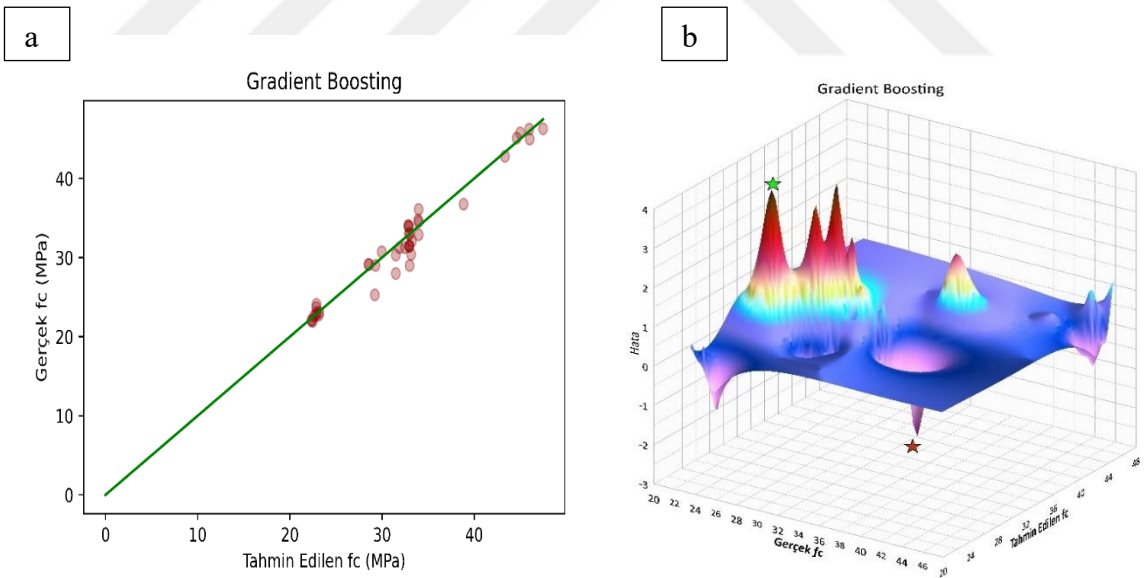 a
Gradient Boosting
Gerçek fc (MPa)
40
30
20
10
0
0 10 20 30 40
Tahmin Edilen fc (MPa)
b
Gradient Boosting
Hata
4
3
2
1
0
-1
-2
-3
20 22 24 26 28 30 32 34 36 38 40 42 44 46
Gerçek fc
20 24 28 32 36 40 44 48
Tahmin Edilen fc